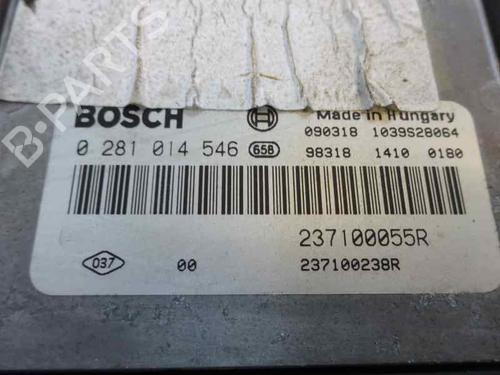 BOSCH
Made in Hungary
090318 1039S28064
0 281 014 546 658
98318 1410 0180
237100055R
037 00 237100238R
B-PARTS